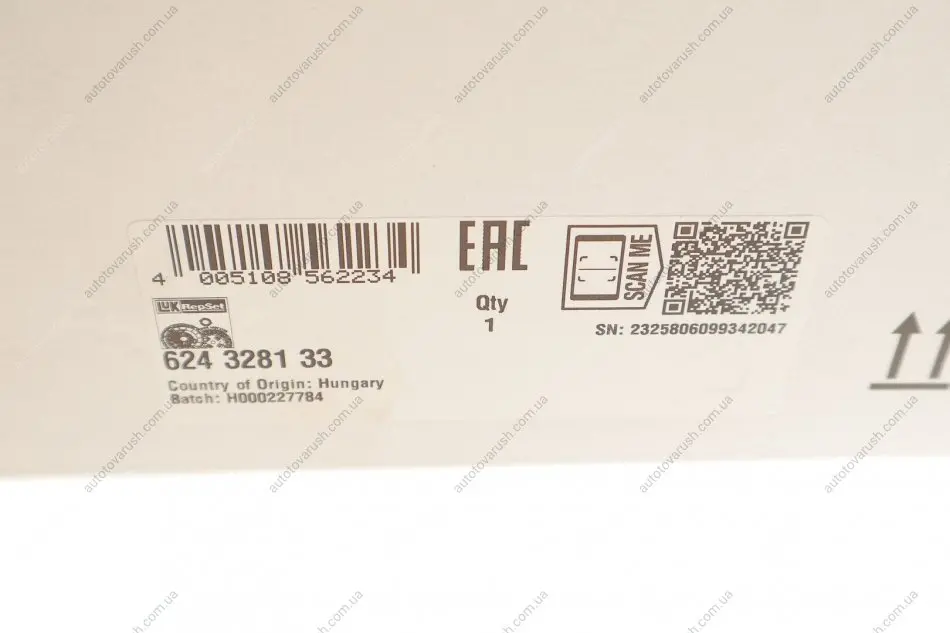 4 005108 562234
EAC
SCAN ME
Qty
1
SN: 2325806099342047
LuK RepSet
624 3281 33
Country of Origin: Hungary
Batch: H000227784
autotovarush.com.ua